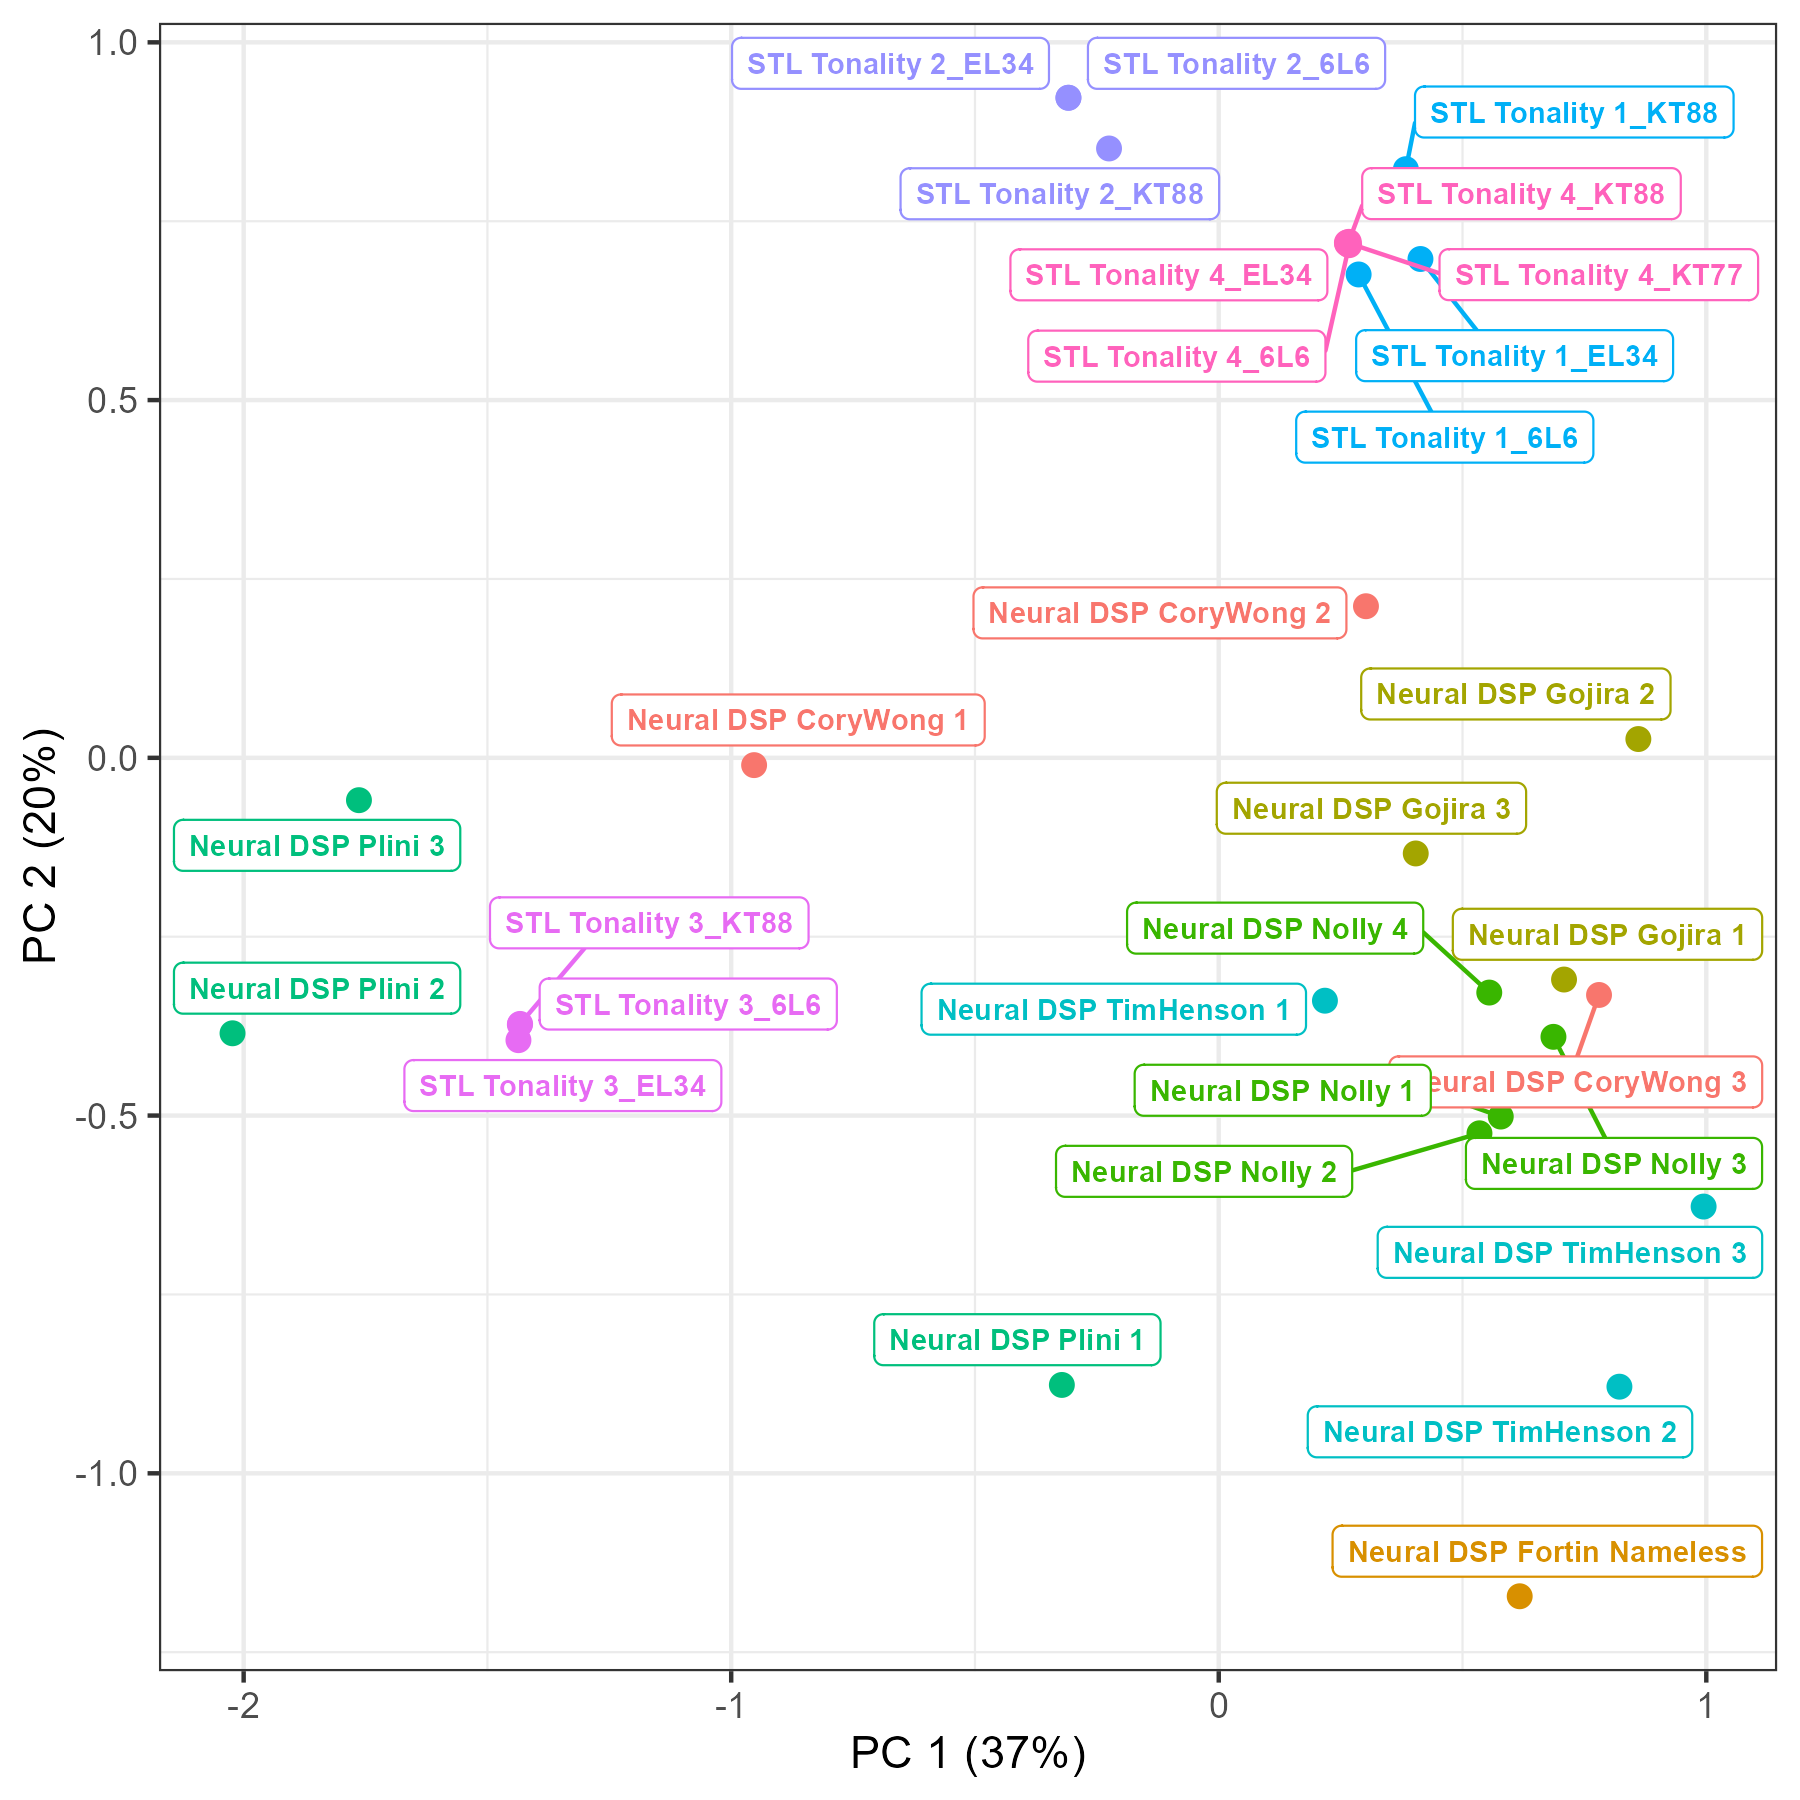 1.0
0.5
0.0
-0.5
-1.0
PC 2 (20%)
STL Tonality 2_EL34
STL Tonality 2_6L6
STL Tonality 1_KT88
STL Tonality 2_KT88
STL Tonality 4_KT88
STL Tonality 4_EL34
STL Tonality 4_KT77
STL Tonality 4_6L6
STL Tonality 1_EL34
STL Tonality 1_6L6
Neural DSP CoryWong 2
Neural DSP Gojira 2
Neural DSP CoryWong 1
Neural DSP Gojira 3
Neural DSP Plini 3
STL Tonality 3_KT88
Neural DSP Nolly 4
Neural DSP Gojira 1
Neural DSP Plini 2
STL Tonality 3_6L6
Neural DSP TimHenson 1
STL Tonality 3_EL34
Neural DSP CoryWong 3
Neural DSP Nolly 1
Neural DSP Nolly 2
Neural DSP Nolly 3
Neural DSP TimHenson 3
Neural DSP Plini 1
Neural DSP TimHenson 2
Neural DSP Fortin Nameless
-2
-1
0
1
PC 1 (37%)